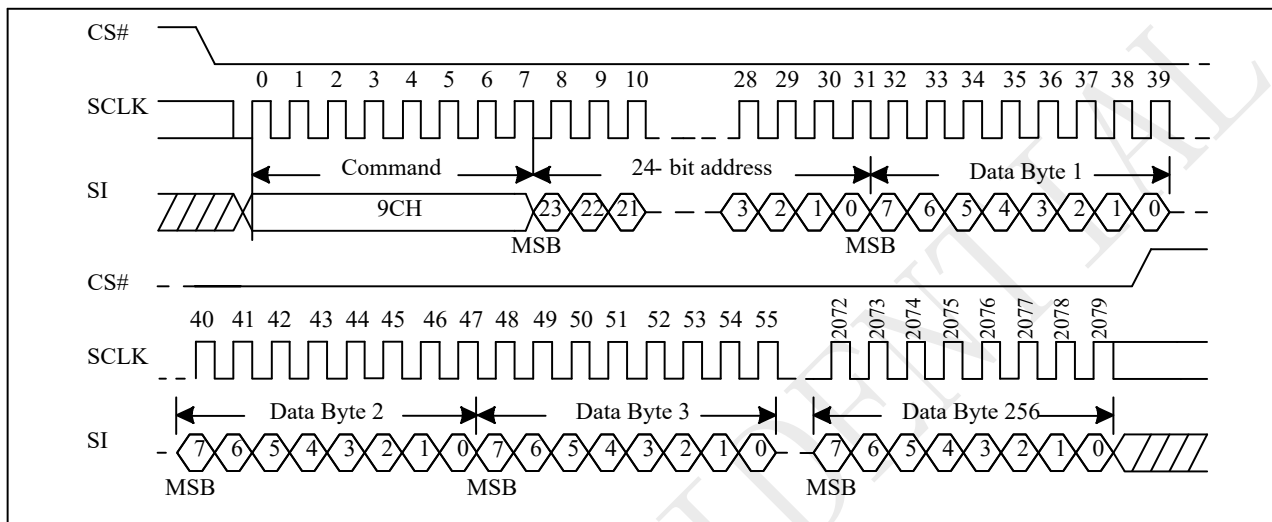 CS#
0 1 2 3 4 5 6 7 8 9 10 28 29 30 31 32 33 34 35 36 37 38 39
SCLK
Command 24- bit address Data Byte 1
SI
9CH 23 22 21 3 2 1 0 7 6 5 4 3 2 1 0
MSB MSB
CS#
40 41 42 43 44 45 46 47 48 49 50 51 52 53 54 55 2072 2073 2074 2075 2076 2077 2078 2079
SCLK
Data Byte 2 Data Byte 3 Data Byte 256
SI
7 6 5 4 3 2 1 0 7 6 5 4 3 2 1 0 7 6 5 4 3 2 1 0
MSB MSB MSB